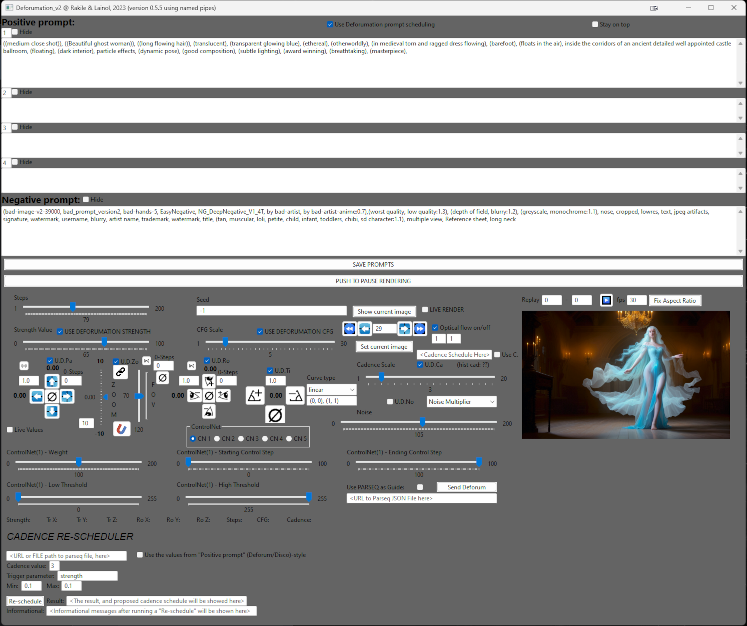 Deforumation_v2 @ Rakile & Lainol, 2023 (version 0.5.3 using named pipes)
Positive prompt:
Use Deforumation prompt scheduling
Stay on top
1 Hide
((medium close shot)), ((Beautiful ghost woman)), ((long flowing hair)), (translucent), (transparent glowing blue), (ethereal), (otherworldly), (in medieval torn and ragged dress flowing), (barefoot), (floats in the air), inside the corridors of an ancient detailed well appointed castle
ballroom, (floating), (dark interior), particle effects, (dynamic pose), (good composition), (subtle lighting), (award winning), (breathtaking), (masterpiece),
2 Hide
3 Hide
4 Hide
Negative prompt: Hide
(bad-image-v2-39000, bad_prompt_version2, bad-hands-5, EasyNegative, NG_DeepNegative_V1_4T, by bad-artist, by bad-artist-anime:0.7),(worst quality, low quality:1.3), (depth of field, blurry:1.2), (greyscale, monochrome:1.1), nose, cropped, lowres, text, jpeg artifacts,
signature, watermark, username, blurry, artist name, trademark, watermark, title, (tan, muscular, loli, petite, child, infant, toddlers, chibi, sd character:1.1), multiple view, Reference sheet, long neck
SAVE PROMPTS
PUSH TO PAUSE RENDERING
Steps
1 200
79
Seed
-1
Show current image
LIVE RENDER
Replay 0 0 fps 30 Fix Aspect Ratio
Strength Value USE DEFORUMATION STRENGTH
0 100
65
CFG Scale USE DEFORUMATION CFG
1 30
5
29
Optical flow on/off
1 1
Set current image
<Cadence Schedule Here> Use C.
U.D.Pa
0.00
U.D.Zo
U.D.Ro
0.00
U.D.Ti
Cadence Scale U.D.Ca (hist cad: ??)
1 20
3
D-Steps
0
1.0 0
0.00 0.00
10
Z O O M
F O V
120
Live Values
Curve type
linear
(0, 0), (1, 1)
U.D.No Noise Multiplier
Noise
0 200
ControlNet
CN 1 CN 2 CN 3 CN 4 CN 5
ControlNet(1) - Weight
0 200
100
ControlNet(1) - Starting Control Step
0 100
0
ControlNet(1) - Ending Control Step
0 100
100
ControlNet(1) - Low Threshold
0 255
0
ControlNet(1) - High Threshold
0 255
255
Use PARSEQ as Guide: Send Deforum
<URL to Parseq JSON File here>
Strength: Tr X: Tr Y: Tr Z: Ro X: Ro Y: Ro Z: Steps: CFG: Cadence:
CADENCE RE-SCHEDULER
<URL or FILE path to parseq file, here>
Use the values from "Positive prompt" (Deforum/Disco) style
Cadence value: 3
Trigger parameter: strength
Min: 0.1 Max: 0.1
Re-schedule Result: <The result, and proposed cadence schedule will be showed here>
Informational: <Informational messages after running a "Re-schedule" will be shown here>